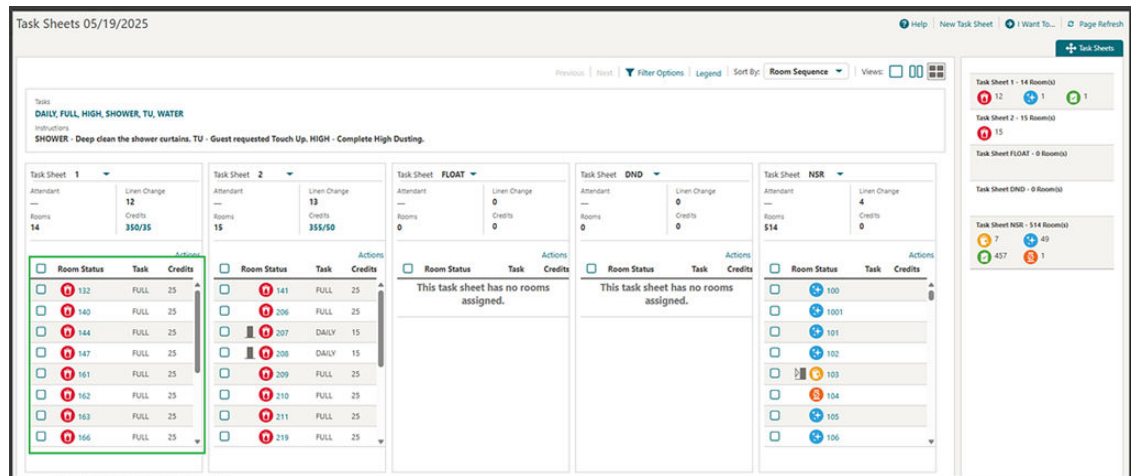 Task Sheets 05/19/2025
Help New Task Sheet I Want To... Page Refresh
Task Sheets
Previous Next Filter Options Legend Sort By: Room Sequence Views:
Tasks
DAILY, FULL, HIGH, SHOWER, TU, WATER
Instructions
SHOWER - Deep clean the shower curtains. TU - Guest requested Touch Up. HIGH - Complete High Dusting.
Task Sheet 1
Attendant Linen Change
— 12
Rooms Credits
14 350/35
Actions
Room Status Task Credits
132 FULL 25
140 FULL 25
144 FULL 25
147 FULL 25
161 FULL 25
162 FULL 25
163 FULL 25
166 FULL 25
Task Sheet 2
Attendant Linen Change
— 13
Rooms Credits
15 355/50
Actions
Room Status Task Credits
141 FULL 25
206 FULL 25
207 DAILY 15
208 DAILY 15
209 FULL 25
210 FULL 25
211 FULL 25
219 FULL 25
Task Sheet FLOAT
Attendant Linen Change
— 0
Rooms Credits
0 0
Actions
Room Status Task Credits
This task sheet has no rooms
assigned.
Task Sheet DND
Attendant Linen Change
— 0
Rooms Credits
0 0
Actions
Room Status Task Credits
This task sheet has no rooms
assigned.
Task Sheet NSR
Attendant Linen Change
— 4
Rooms Credits
514 0
Actions
Room Status Task Credits
100
1001
101
102
103
104
105
106
Task Sheet 1 - 14 Room(s)
12 1 1
Task Sheet 2 - 15 Room(s)
15
Task Sheet FLOAT - 0 Room(s)
Task Sheet DND - 0 Room(s)
Task Sheet NSR - 514 Room(s)
7 49
457 1